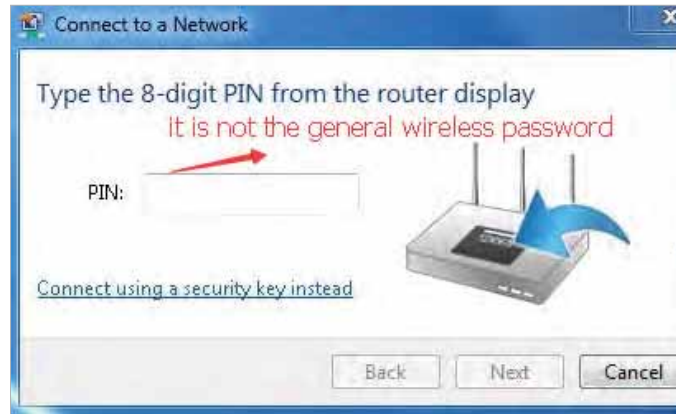 Connect to a Network
Type the 8-digit PIN from the router display
it is not the general wireless password
PIN:
Connect using a security key instead
Back Next Cancel